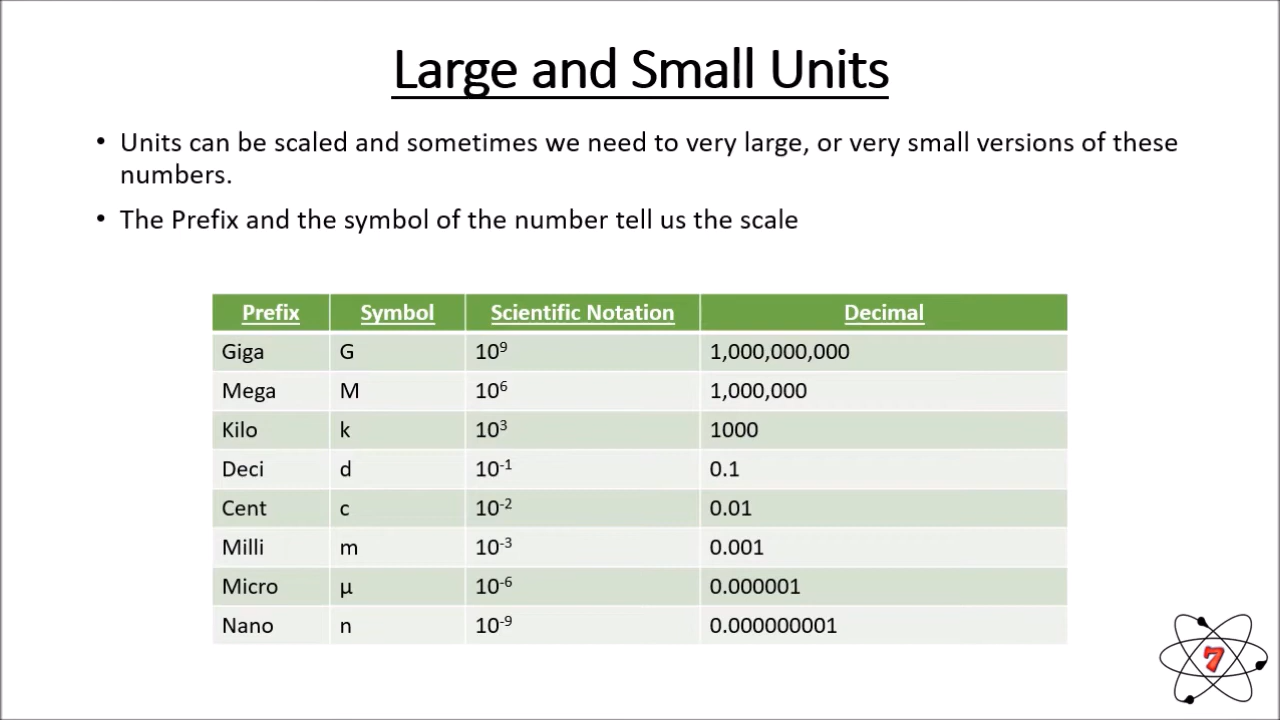 Large and Small Units
• Units can be scaled and sometimes we need to very large, or very small versions of these
numbers.
• The Prefix and the symbol of the number tell us the scale
Prefix Symbol Scientific Notation Decimal
Giga G 10⁹ 1,000,000,000
Mega M 10⁶ 1,000,000
Kilo k 10³ 1000
Deci d 10⁻¹ 0.1
Cent c 10⁻² 0.01
Milli m 10⁻³ 0.001
Micro µ 10⁻⁶ 0.000001
Nano n 10⁻⁹ 0.000000001
7